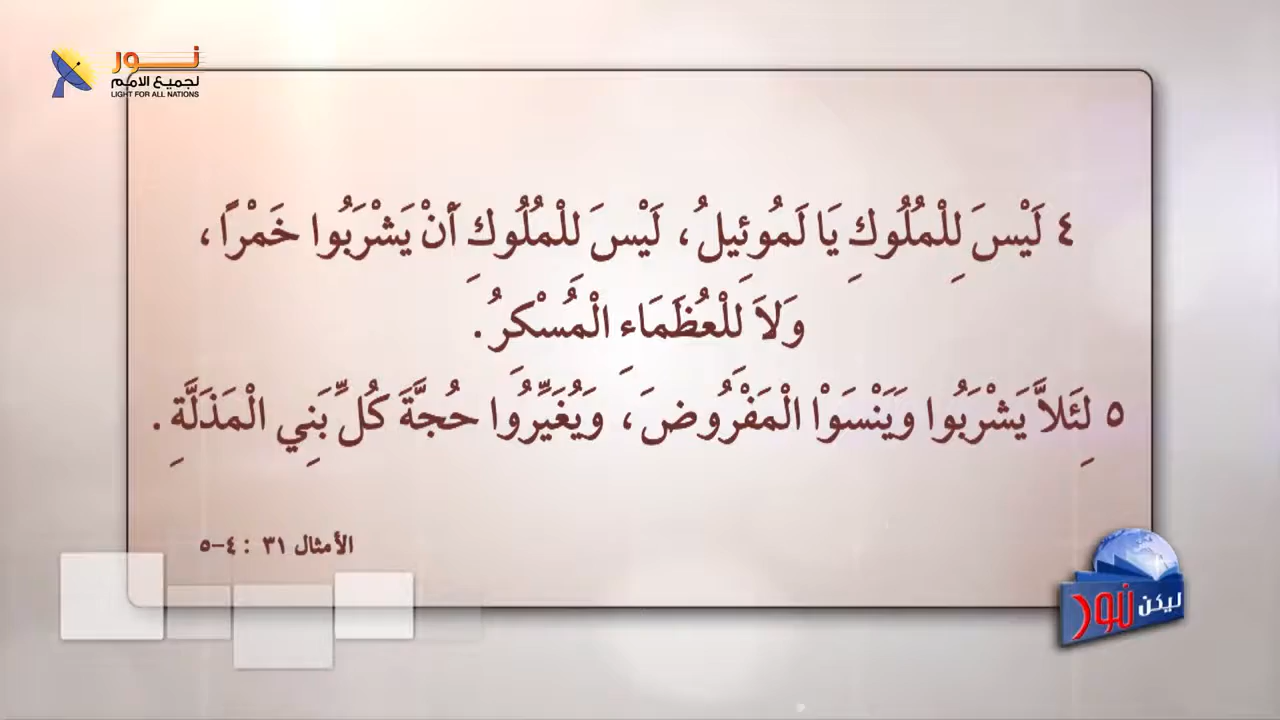 نور
لجميع الامم
LIGHT FOR ALL NATIONS
٤ لَيْسَ لِلْمُلُوكِ يَا لَمُوئِيلُ، لَيْسَ لِلْمُلُوكِ أَنْ يَشْرَبُوا خَمْرًا،
وَلاَ لِلْعُظَمَاءِ الْمُسْكِرُ.
٥ لِئَلاَّ يَشْرَبُوا وَيَنْسَوْا الْمَفْرُوضَ، وَيُغَيِّرُوا حُجَّةَ كُلِّ بَنِي الْمَذَلَّةِ.
الأمثال ٣١ : ٤-٥
ليكن نور